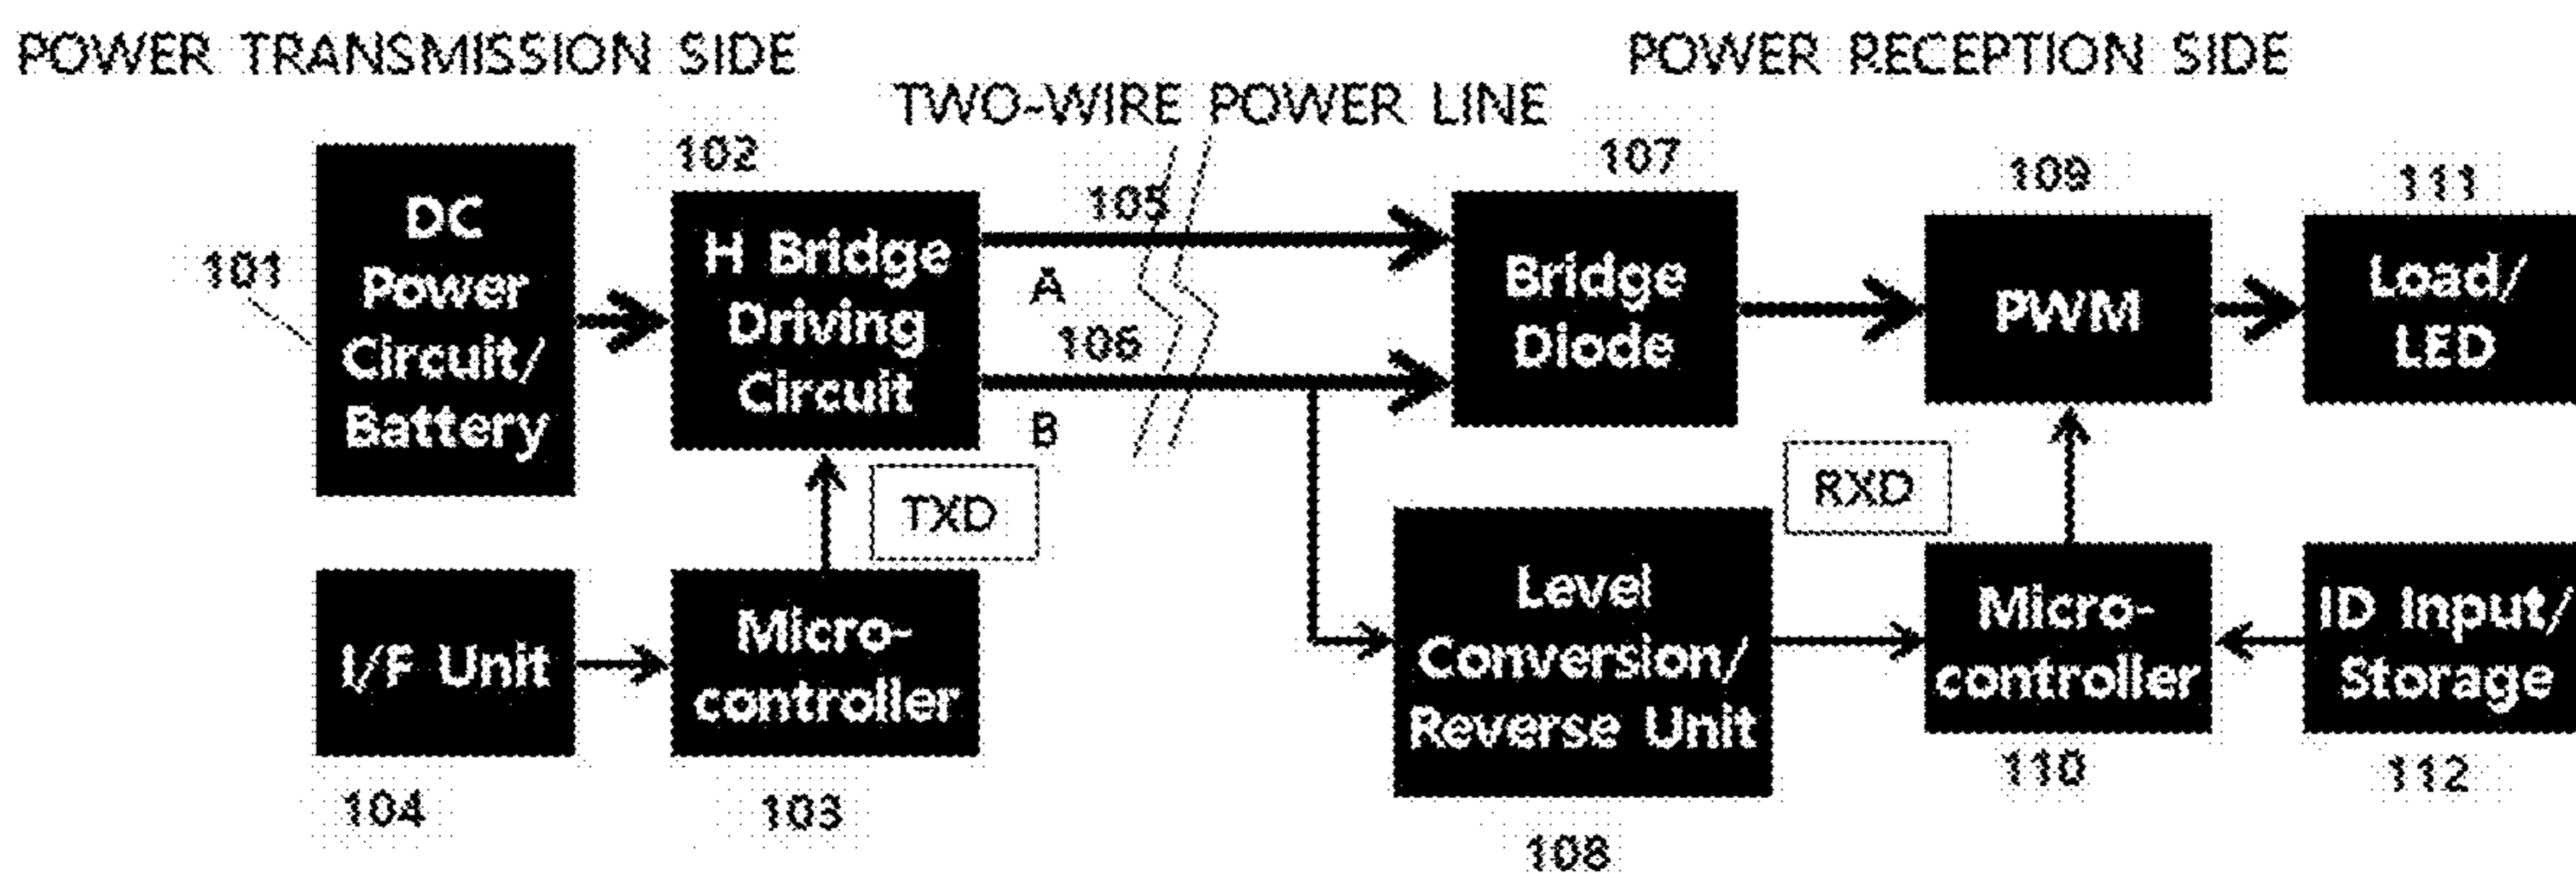 POWER TRANSMISSION SIDE
POWER RECEPTION SIDE
TWO-WIRE POWER LINE
101
DC
Power
Circuit/
Battery
102
H Bridge
Driving
Circuit
105
A
106
B
107
Bridge
Diode
109
PWM
111
Load/
LED
TXD
RXD
I/F Unit
104
Micro-
controller
103
Level
Conversion/
Reverse Unit
108
Micro-
controller
110
ID Input/
Storage
112